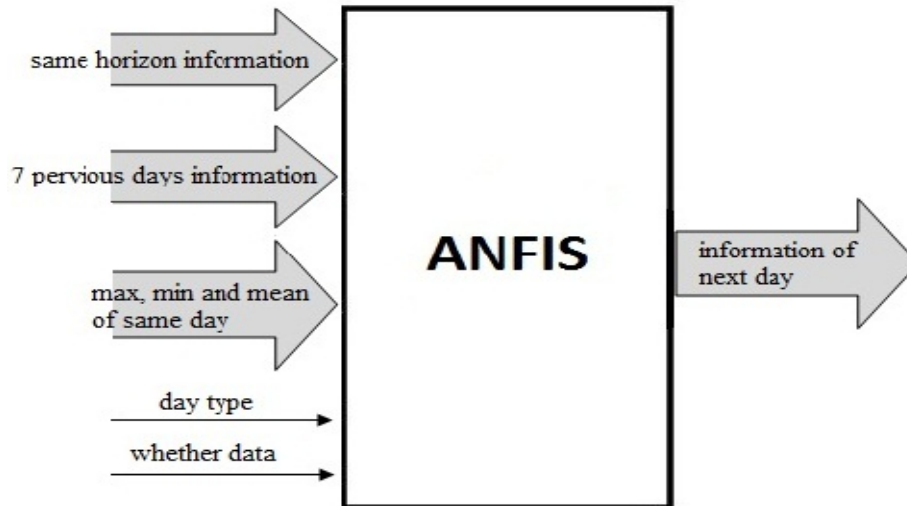 same horizon information
7 pervious days information
max, min and mean
of same day
day type
whether data
ANFIS
information of
next day